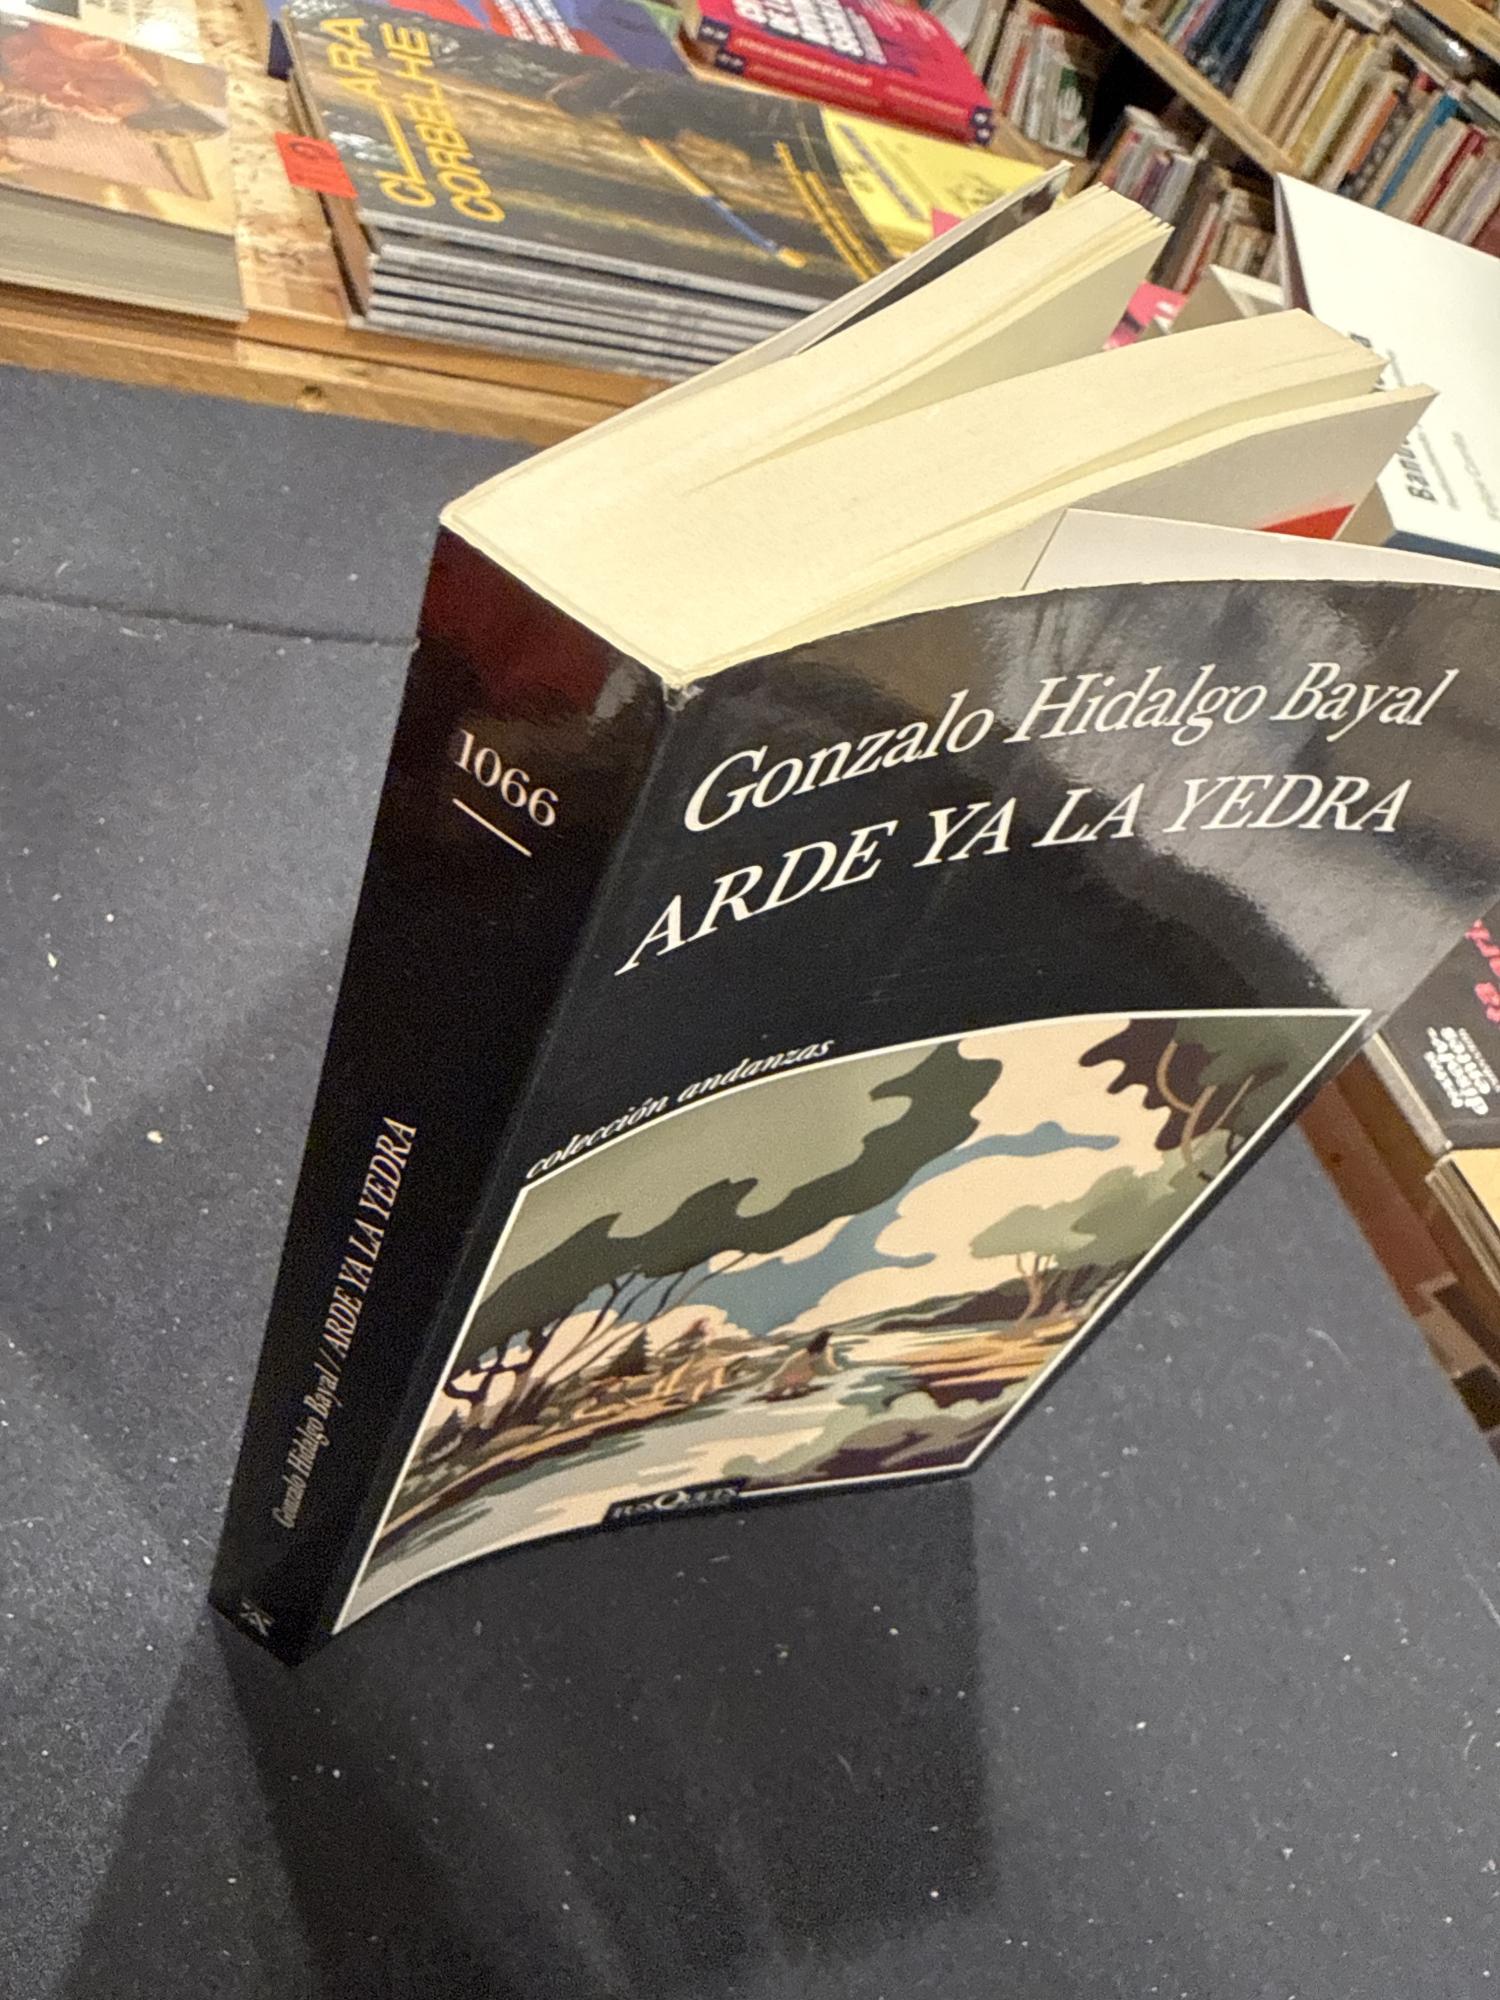 CLARA
CORBELHE
1066
Gonzalo Hidalgo Bayal
ARDE YA LA YEDRA
colección andanzas
TUSQUETS
Gonzalo Hidalgo Bayal / ARDE YA LA YEDRA